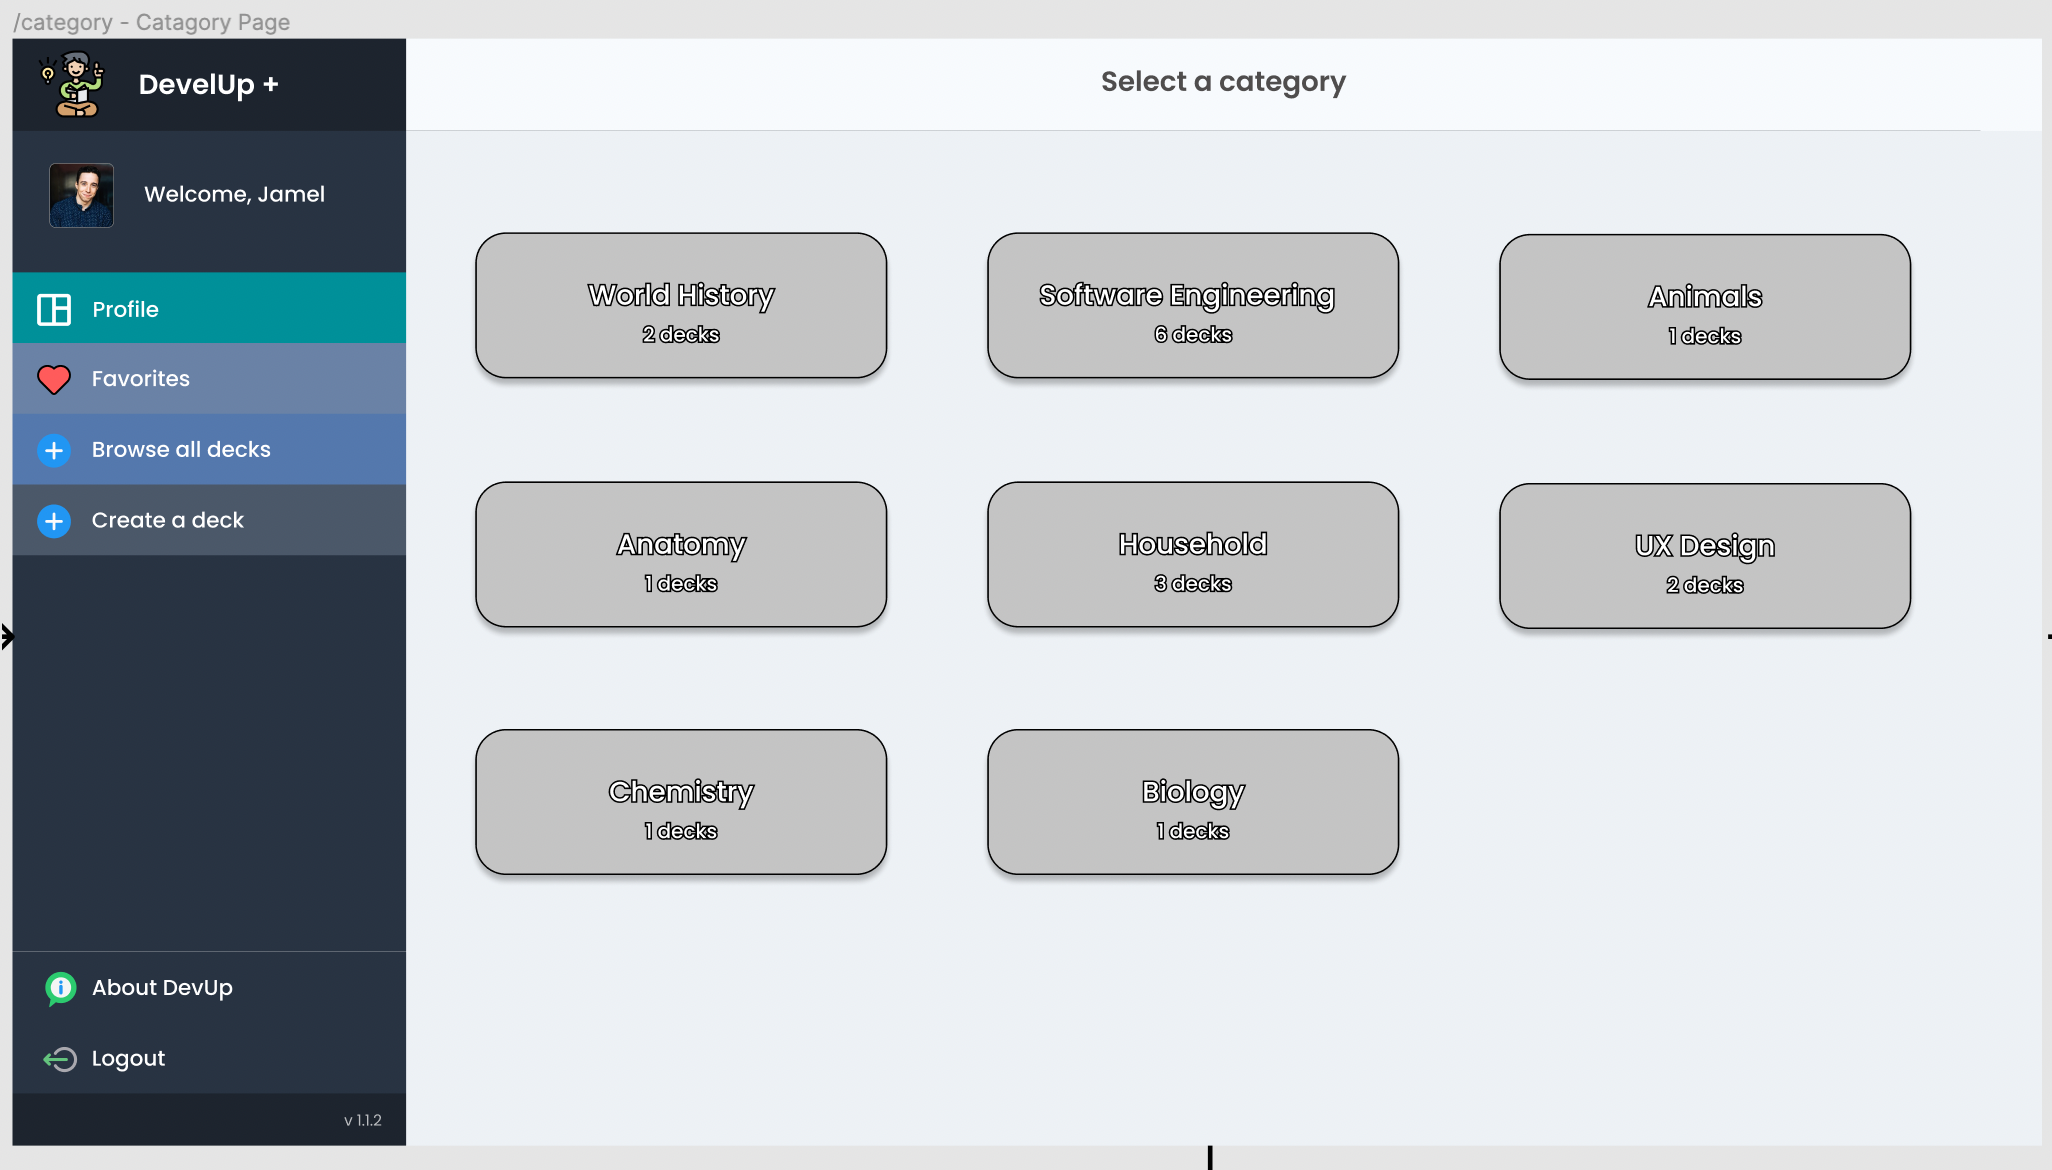 /category - Catagory Page
DevelUp +
Select a category
Welcome, Jamel
Profile
Favorites
Browse all decks
Create a deck
World History
2 decks
Software Engineering
6 decks
Animals
1 decks
Anatomy
1 decks
Household
3 decks
UX Design
2 decks
Chemistry
1 decks
Biology
1 decks
About DevUp
Logout
v 1.1.2